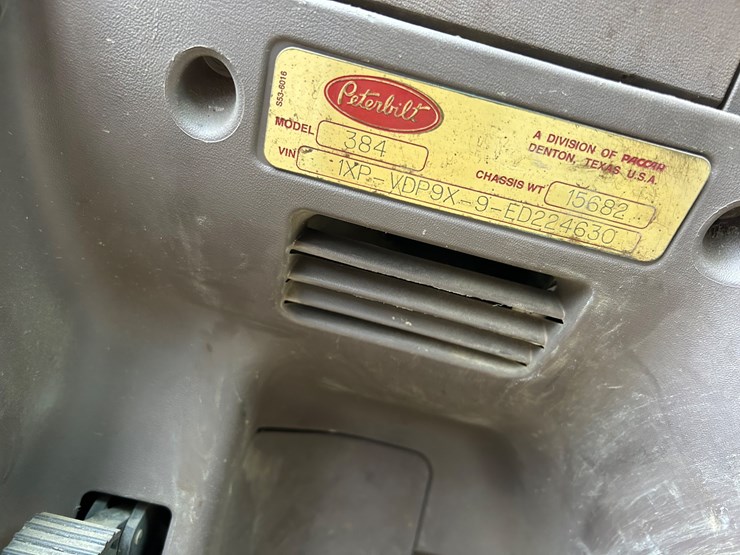 S53-6016
Peterbilt
MODEL 384
A DIVISION OF PACCAR
DENTON, TEXAS U.S.A.
VIN 1XP-VDP9X-9-ED224630
CHASSIS WT 15682